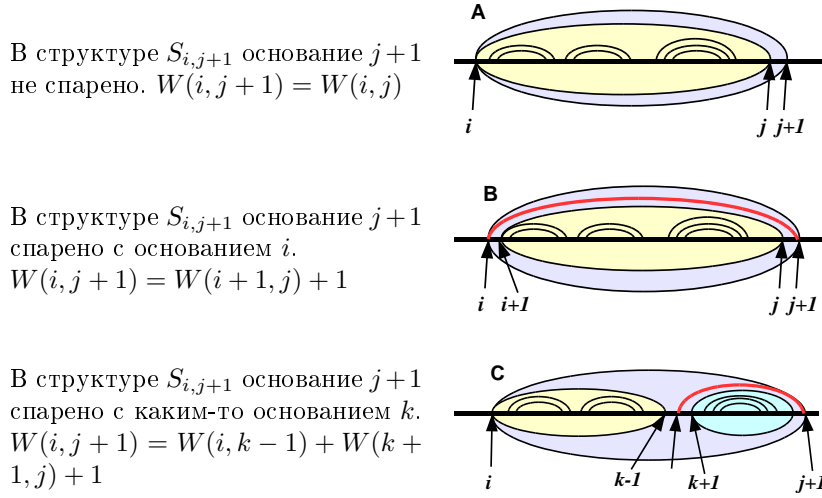 В структуре S_{i,j+1} основание j+1
не спарено. W(i, j + 1) = W(i, j)
A
i
j
j+1
В структуре S_{i,j+1} основание j+1
спарено с основанием i.
W(i, j + 1) = W(i + 1, j) + 1
B
i
i+1
j
j+1
В структуре S_{i,j+1} основание j+1
спарено с каким-то основанием k.
W(i, j + 1) = W(i, k − 1) + W(k +
1, j) + 1
C
i
k-1
k+1
j+1